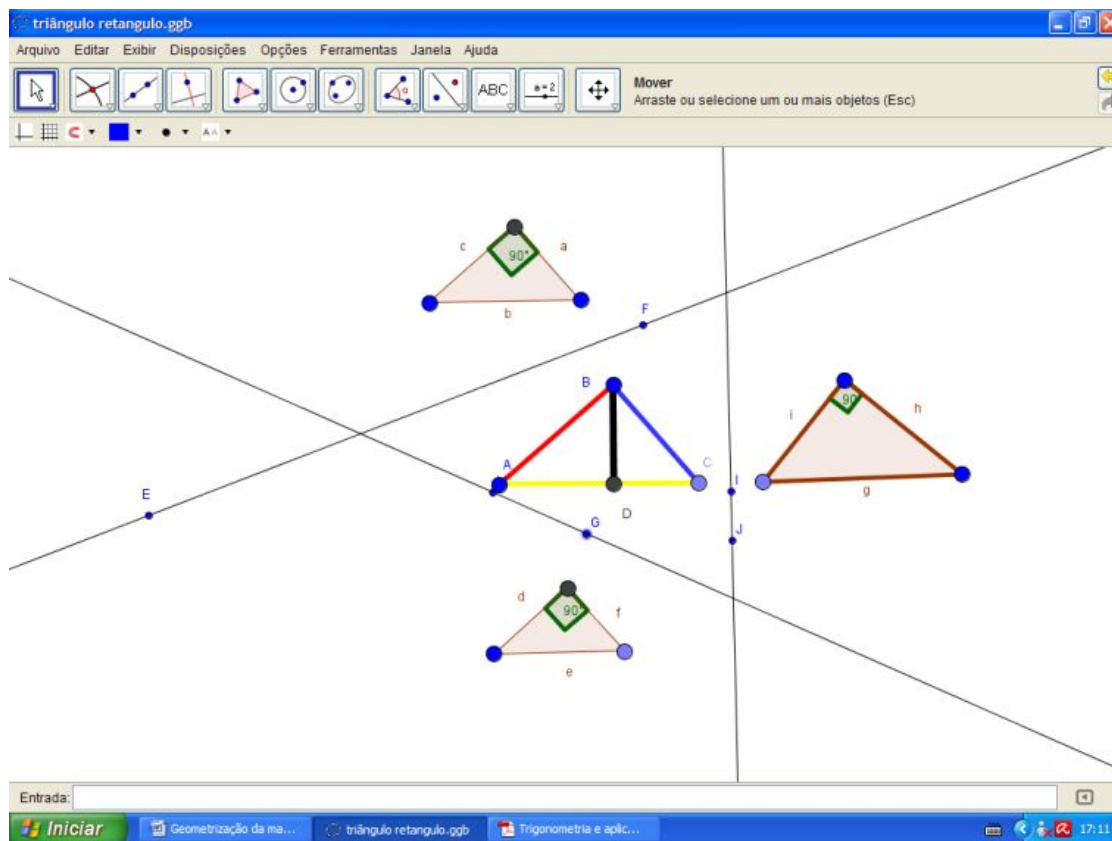 triângulo retangulo.ggb
Arquivo Editar Exibir Disposições Opções Ferramentas Janela Ajuda
ABC a=2
Mover
Arraste ou selecione um ou mais objetos (Esc)
c 90° a
b
F
B
i 90 h
A C
E I g
D
G J
d 90° f
e
Entrada:
Iniciar Geometrização da ma... triângulo retangulo.ggb Trigonometria e aplic... 17:11